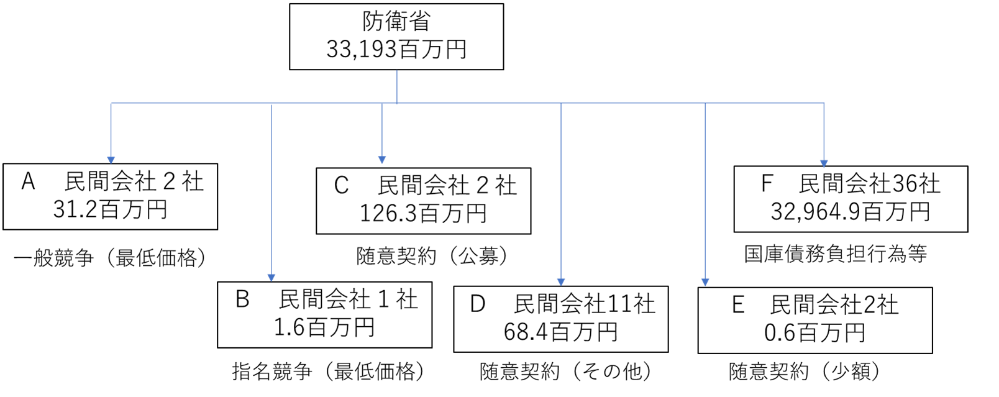 防衛省
33,193百万円
A　民間会社２社
31.2百万円
一般競争（最低価格）
B　民間会社１社
1.6百万円
指名競争（最低価格）
C　民間会社２社
126.3百万円
随意契約（公募）
D　民間会社11社
68.4百万円
随意契約（その他）
E　民間会社2社
0.6百万円
随意契約（少額）
F　民間会社36社
32,964.9百万円
国庫債務負担行為等